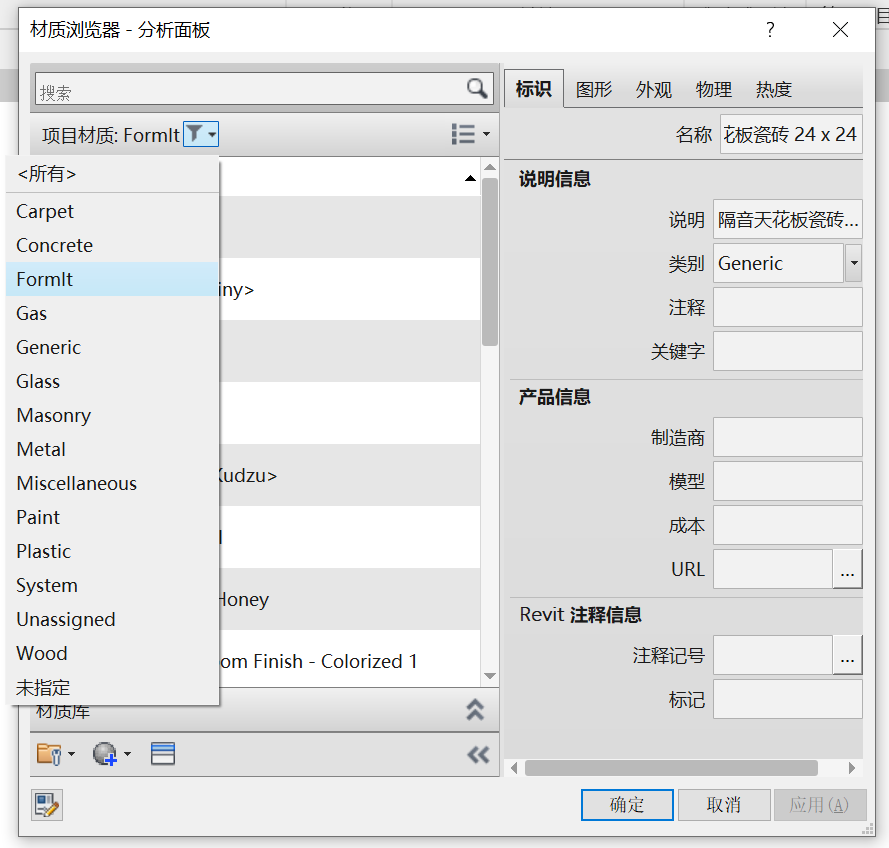 材质浏览器 - 分析面板
?
搜索
项目材质: FormIt
<所有>
Carpet
Concrete
FormIt
Gas
Generic
Glass
Masonry
Metal
Miscellaneous
Paint
Plastic
System
Unassigned
Wood
未指定
iny>
Kudzu>
Honey
om Finish - Colorized 1
材质库
标识 图形 外观 物理 热度
名称 花板瓷砖 24 x 24
说明信息
说明 隔音天花板瓷砖...
类别 Generic
注释
关键字
产品信息
制造商
模型
成本
URL ...
Revit 注释信息
注释记号 ...
标记
确定 取消 应用(A)